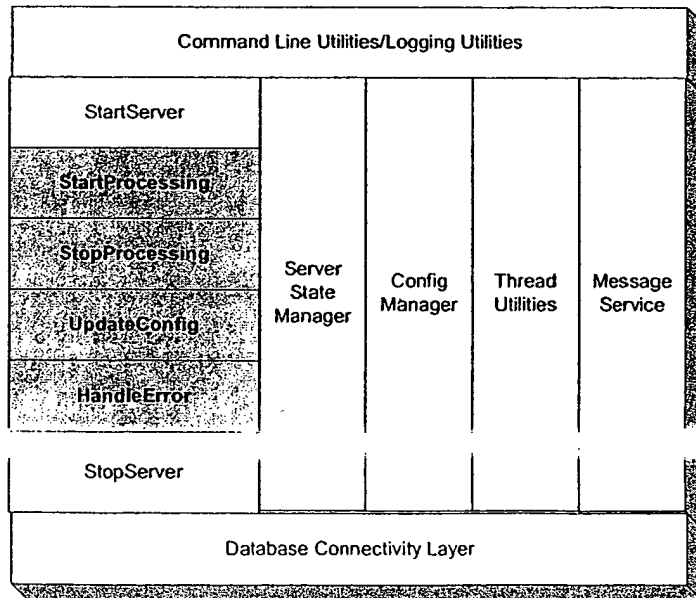 Command Line Utilities/Logging Utilities
StartServer
StartProcessing
StopProcessing
UpdateConfig
HandleError
StopServer
Server
State
Manager
Config
Manager
Thread
Utilities
Message
Service
Database Connectivity Layer